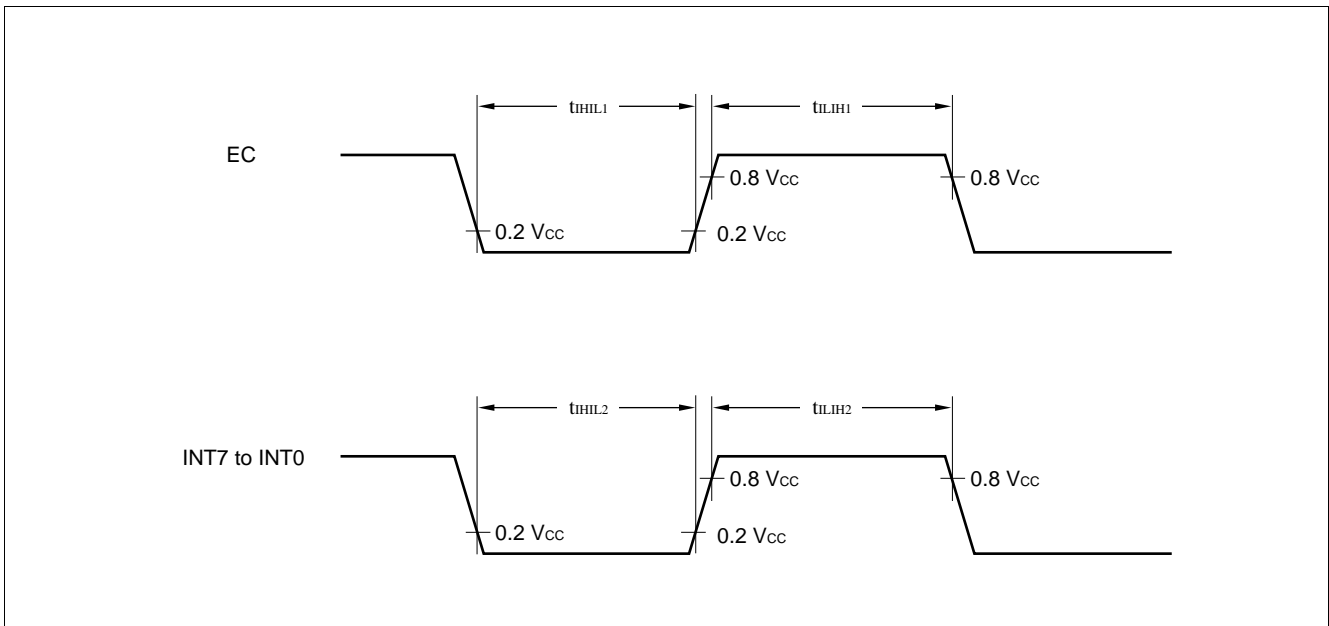 tIHIL1 tILIH1
EC
0.8 VCC 0.8 VCC
0.2 VCC 0.2 VCC
tIHIL2 tILIH2
INT7 to INT0
0.8 VCC 0.8 VCC
0.2 VCC 0.2 VCC